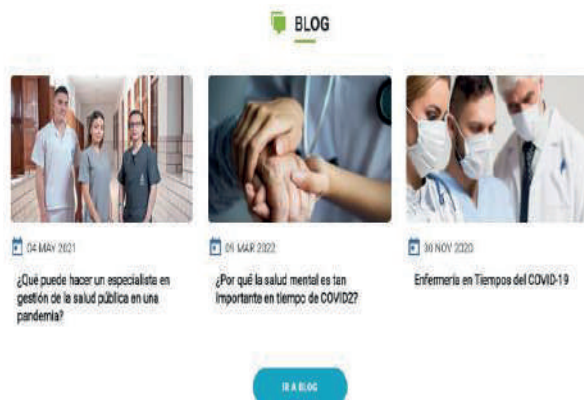 BLOG
04 MAY 2021
¿Qué puede hacer un especialista en
gestión de la salud pública en una
pandemia?
09 MAR 2022
¿Por qué la salud mental es tan
importante en tiempo de COVID2?
30 NOV 2020
Enfermería en Tiempos del COVID-19
IR A BLOG